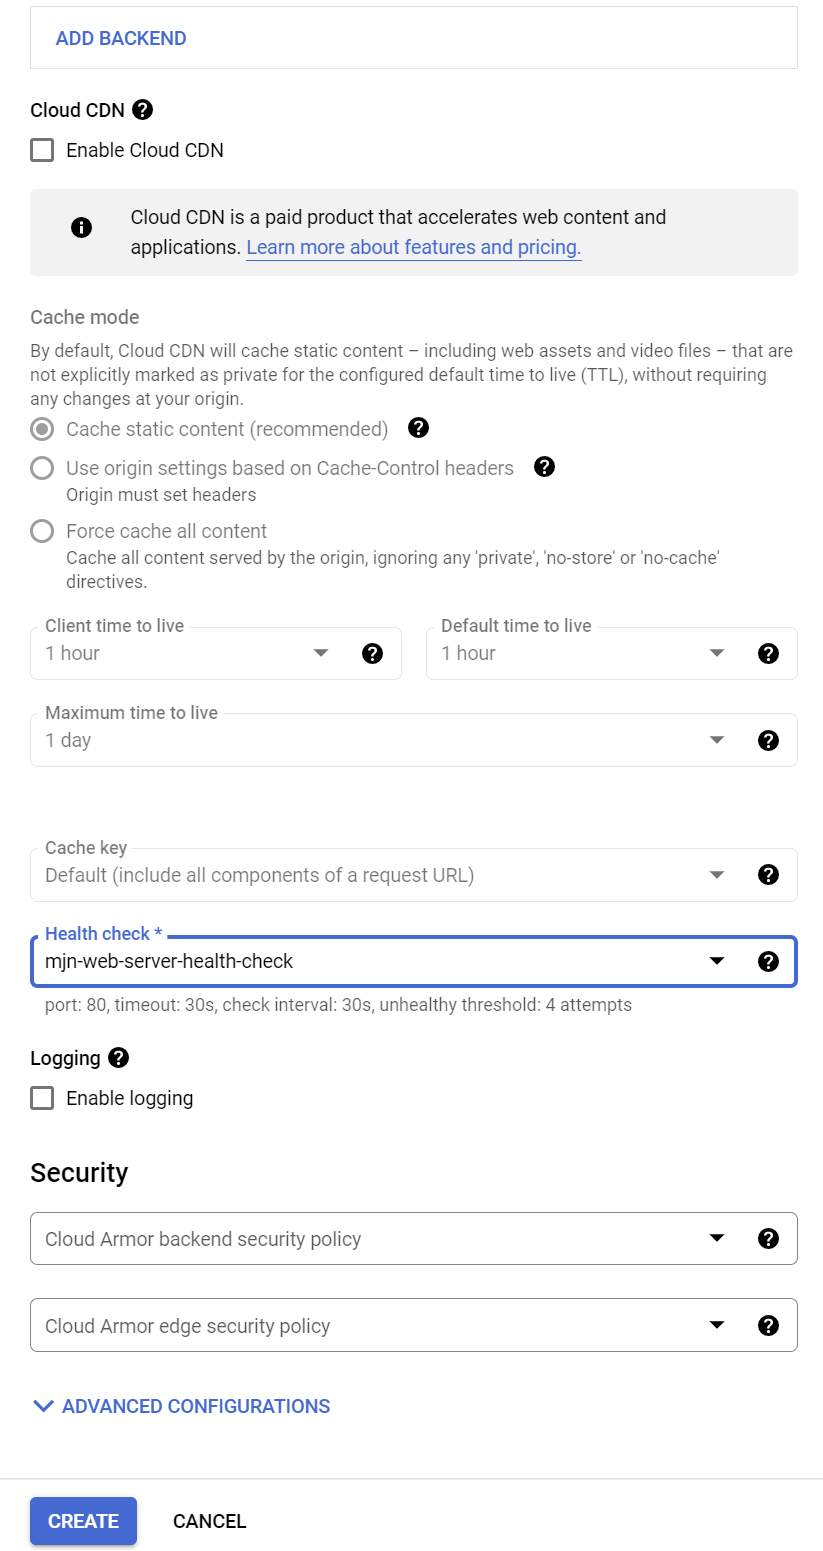 ADD BACKEND
Cloud CDN
Enable Cloud CDN
Cloud CDN is a paid product that accelerates web content and
applications. Learn more about features and pricing.
Cache mode
By default, Cloud CDN will cache static content – including web assets and video files – that are
not explicitly marked as private for the configured default time to live (TTL), without requiring
any changes at your origin.
Cache static content (recommended)
Use origin settings based on Cache-Control headers
Origin must set headers
Force cache all content
Cache all content served by the origin, ignoring any 'private', 'no-store' or 'no-cache'
directives.
Client time to live
1 hour
Default time to live
1 hour
Maximum time to live
1 day
Cache key
Default (include all components of a request URL)
Health check *
mjn-web-server-health-check
port: 80, timeout: 30s, check interval: 30s, unhealthy threshold: 4 attempts
Logging
Enable logging
Security
Cloud Armor backend security policy
Cloud Armor edge security policy
ADVANCED CONFIGURATIONS
CREATE CANCEL